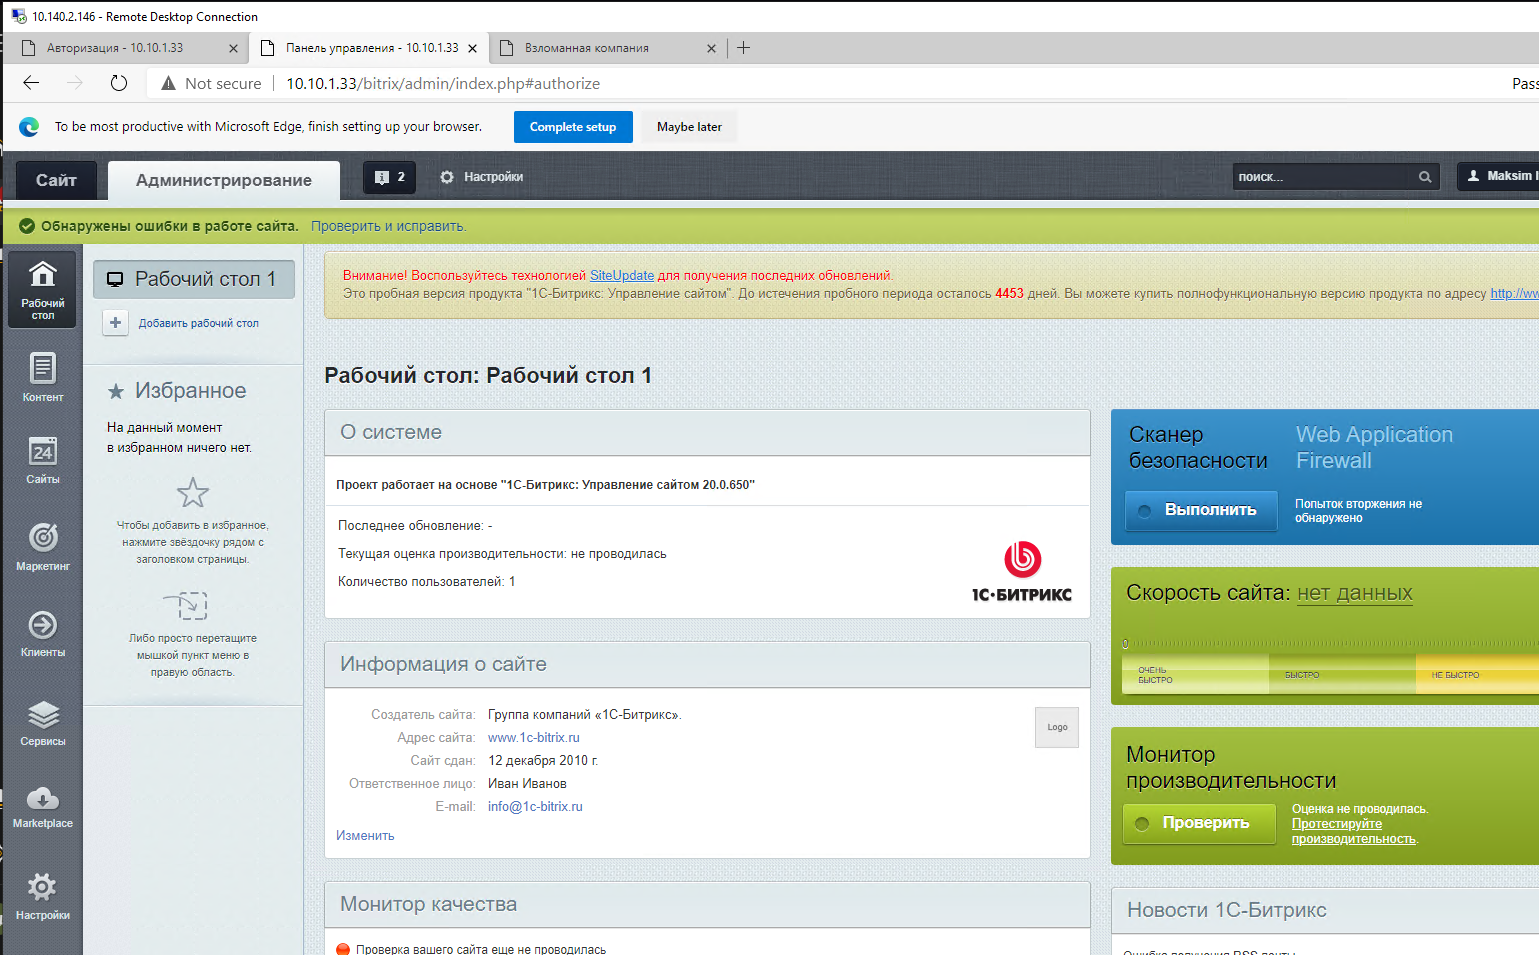 10.140.2.146 - Remote Desktop Connection
Авторизация - 10.10.1.33
Панель управления - 10.10.1.33
Взломанная компания
Not secure
10.10.1.33/bitrix/admin/index.php#authorize
To be most productive with Microsoft Edge, finish setting up your browser.
Complete setup
Maybe later
Сайт
Администрирование
2
Настройки
поиск...
Maksim
Обнаружены ошибки в работе сайта. Проверить и исправить.
Рабочий
стол
Контент
24
Сайты
Маркетинг
Клиенты
Сервисы
Marketplace
Настройки
Рабочий стол 1
Добавить рабочий стол
Избранное
На данный момент
в избранном ничего нет.
Чтобы добавить в избранное,
нажмите звёздочку рядом с
заголовком страницы.
Либо просто перетащите
мышкой пункт меню в
правую область.
Внимание! Воспользуйтесь технологией SiteUpdate для получения последних обновлений.
Это пробная версия продукта "1С-Битрикс: Управление сайтом". До истечения пробного периода осталось 4453 дней. Вы можете купить полнофункциональную версию продукта по адресу http://ww
Рабочий стол: Рабочий стол 1
О системе
Проект работает на основе "1С-Битрикс: Управление сайтом 20.0.650"
Последнее обновление: -
Текущая оценка производительности: не проводилась
Количество пользователей: 1
1С·БИТРИКС
Информация о сайте
Создатель сайта: Группа компаний «1С-Битрикс».
Адрес сайта: www.1c-bitrix.ru
Сайт сдан: 12 декабря 2010 г.
Ответственное лицо: Иван Иванов
E-mail: info@1c-bitrix.ru
Logo
Изменить
Монитор качества
Проверка вашего сайта еще не проводилась
Сканер
безопасности
Выполнить
Web Application
Firewall
Попыток вторжения не
обнаружено
Скорость сайта: нет данных
0
ОЧЕНЬ
БЫСТРО
БЫСТРО
НЕ БЫСТРО
Монитор
производительности
Проверить
Оценка не проводилась.
Протестируйте
производительность.
Новости 1С-Битрикс